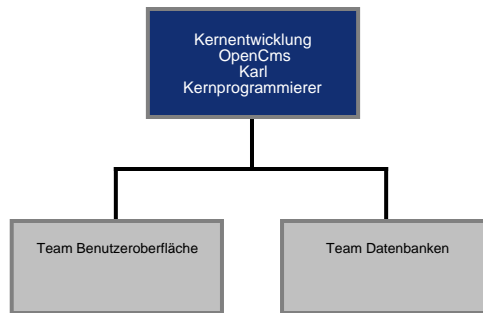 Kernentwicklung
OpenCms
Karl
Kernprogrammierer
Team Benutzeroberfläche
Team Datenbanken